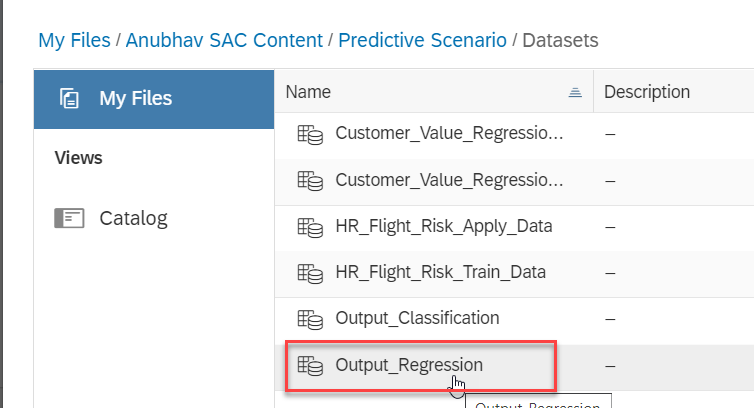 My Files / Anubhav SAC Content / Predictive Scenario / Datasets
My Files
Views
Catalog
Name Description
Customer_Value_Regressio... –
Customer_Value_Regressio... –
HR_Flight_Risk_Apply_Data –
HR_Flight_Risk_Train_Data –
Output_Classification –
Output_Regression –
Output_Regression